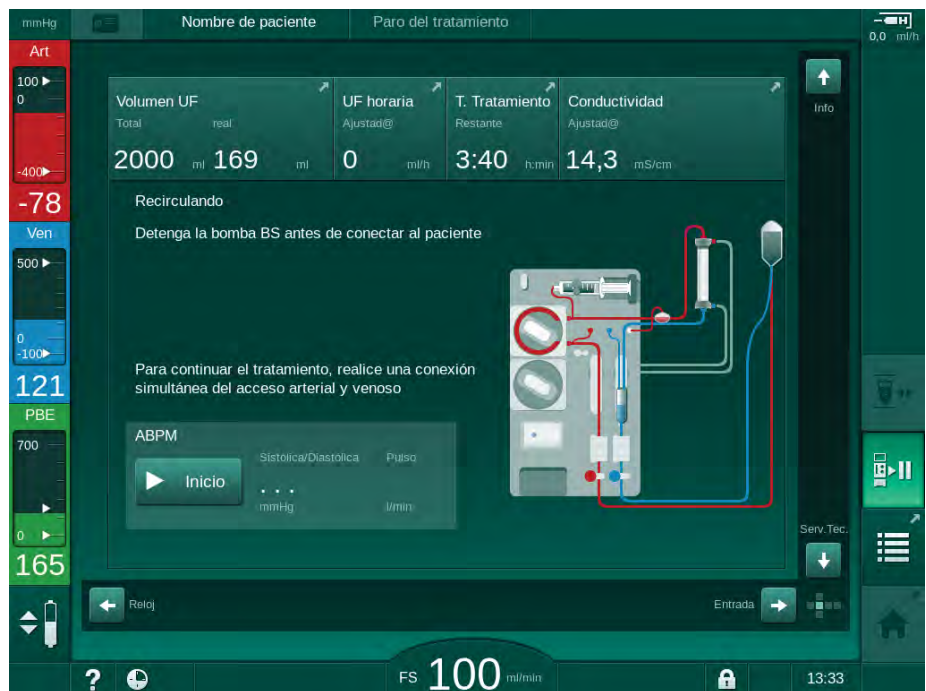 mmHg
Nombre de paciente
Paro del tratamiento
0,0 ml/h
Art
100
0
-400
-78
Ven
500
0
-100
121
PBE
700
0
165
Volumen UF
Total real
2000 ml 169 ml
UF horaria
Ajustad@
0 ml/h
T. Tratamiento
Restante
3:40 h:min
Conductividad
Ajustad@
14,3 mS/cm
Info
Recirculando
Detenga la bomba BS antes de conectar al paciente
Para continuar el tratamiento, realice una conexión
simultánea del acceso arterial y venoso
ABPM
Sistólica/Diastólica Pulso
Inicio
. . .
mmHg l/min
Serv.Tec.
Reloj
Entrada
? FS 100 ml/min 13:33